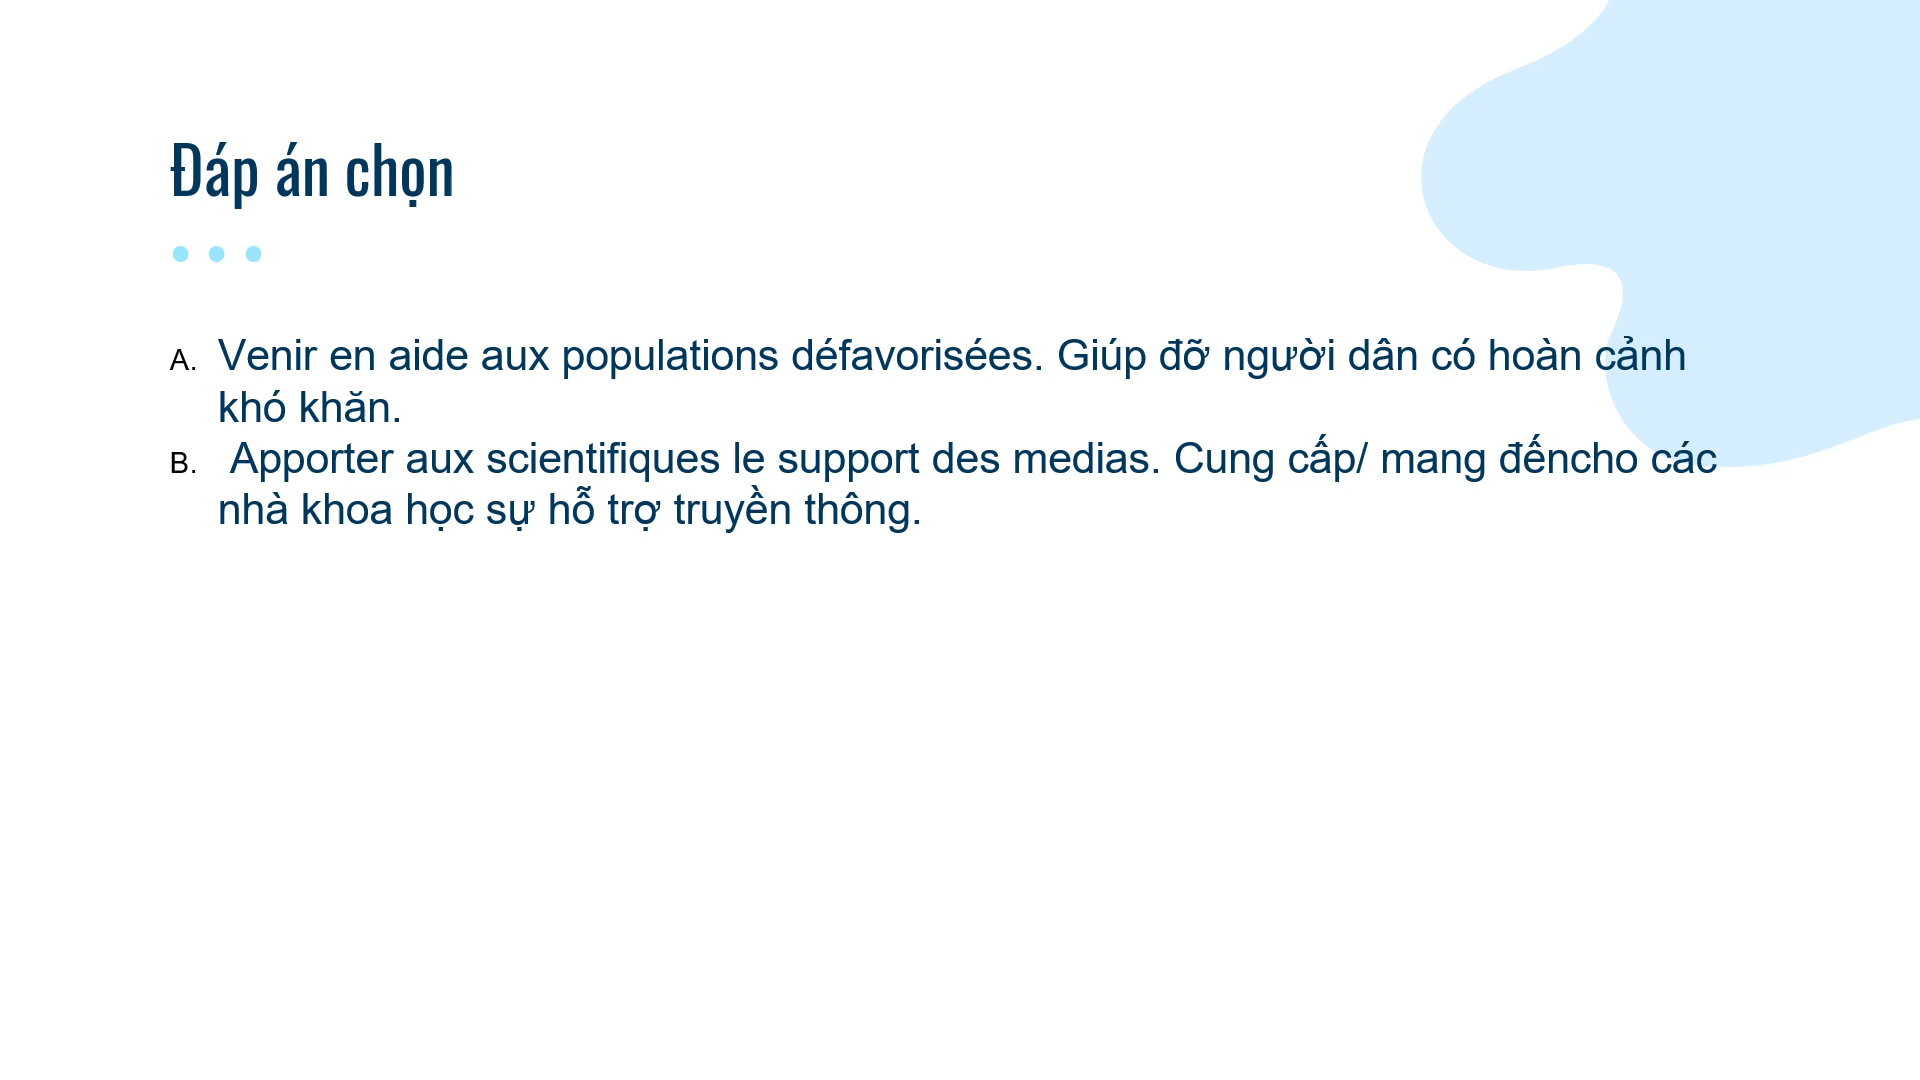 Đáp án chọn
A. Venir en aide aux populations défavorisées. Giúp đỡ người dân có hoàn cảnh
khó khăn.
B. Apporter aux scientifiques le support des medias. Cung cấp/ mang đếncho các
nhà khoa học sự hỗ trợ truyền thông.